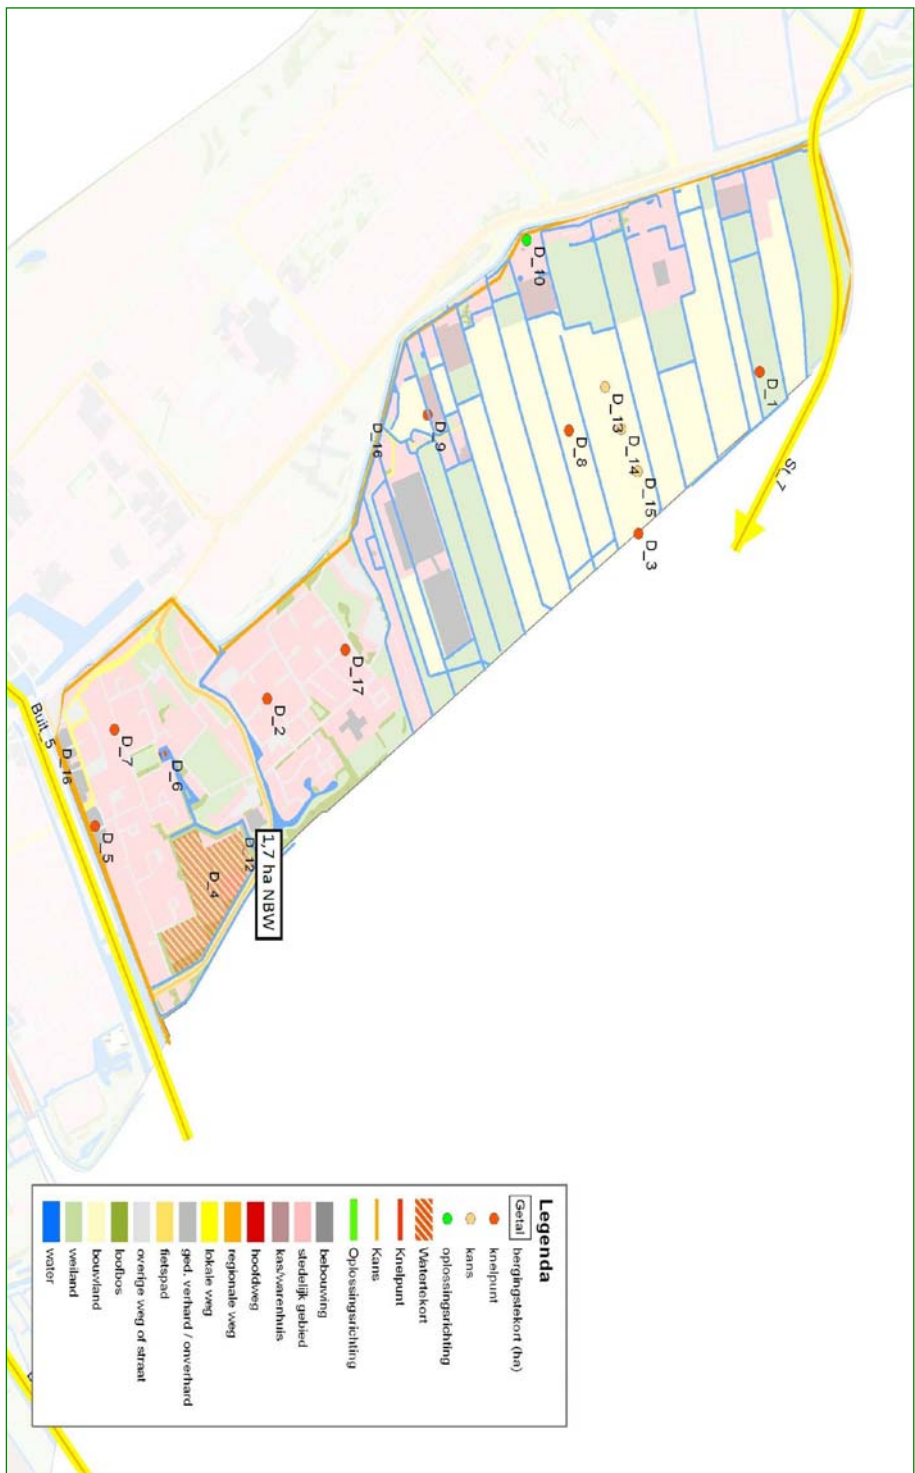 D_1
St_7
D_10
D_13
D_14
D_15
D_8
D_3
D_9
D_16
D_17
D_2
D_7
D_6
Buit_5
D_16
D_5
D_12
D_4
1,7 ha NBW
Legenda
Getal bergingstekort (ha)
knelpunt
kans
oplossingsrichting
Watertekort
Knelpunt
Kans
Oplossingsrichting
bebouwing
stedelijk gebied
kas/warenhuis
hoofdweg
regionale weg
lokale weg
ged. verhard / onverhard
fietspad
overige weg of straat
loofbos
bouwland
weiland
water